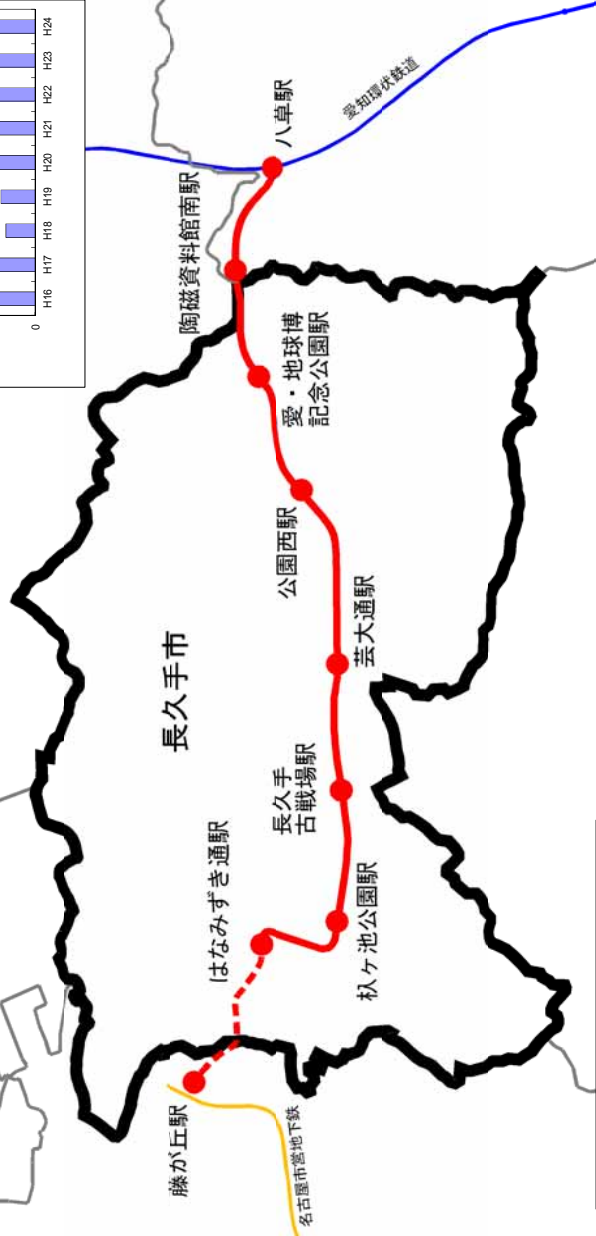 0
H16
H17
H18
H19
H20
H21
H22
H23
H24
長久手市
藤が丘駅
はなみずき通駅
杁ヶ池公園駅
長久手
古戦場駅
芸大通駅
公園西駅
愛・地球博
記念公園駅
陶磁資料館南駅
八草駅
愛知環状鉄道
名古屋市営地下鉄